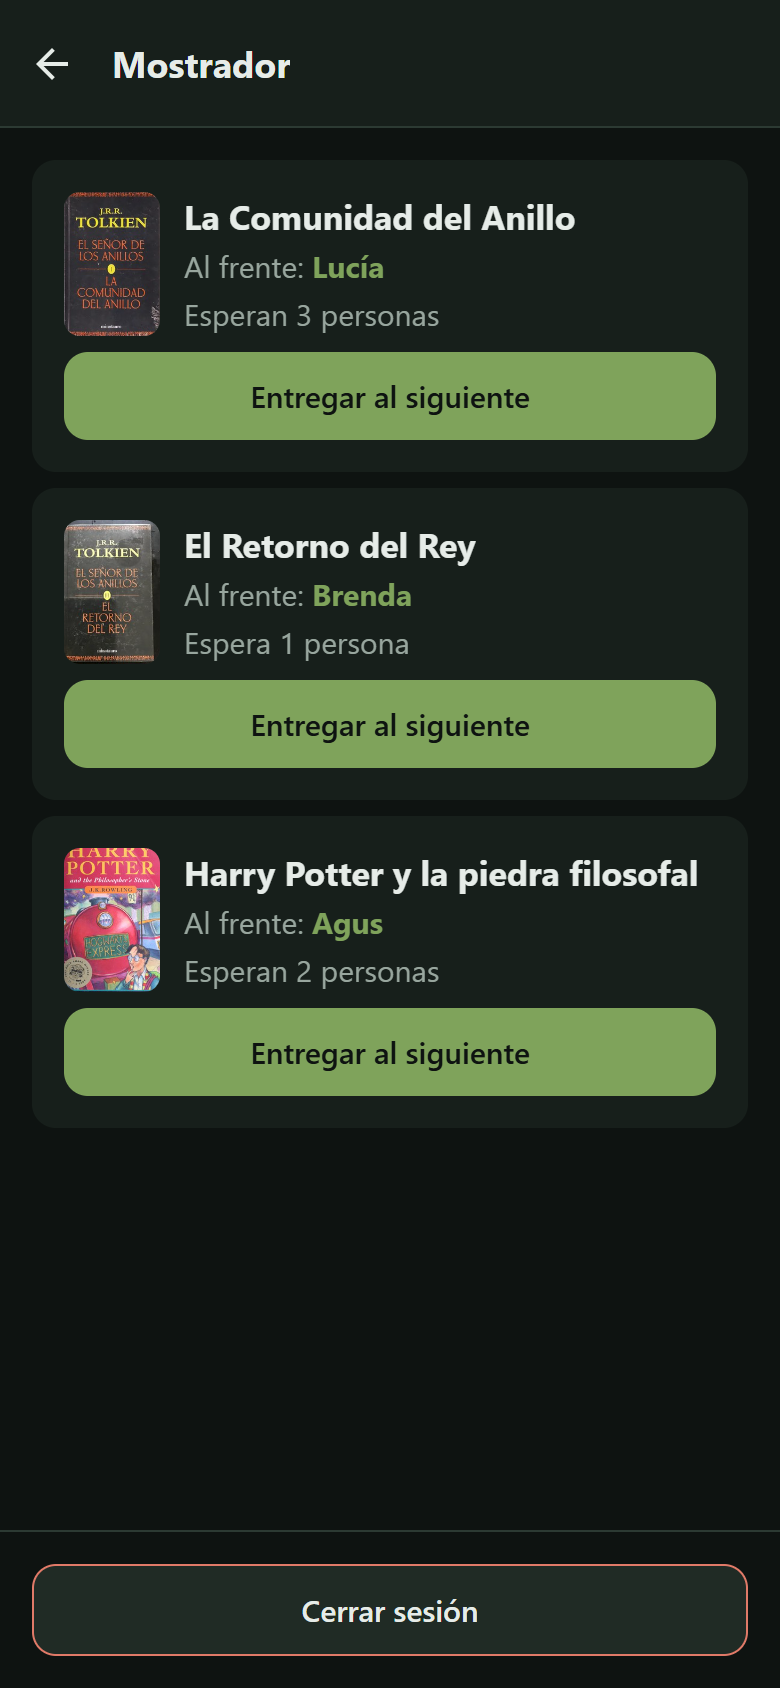 Mostrador
J.R.R.
TOLKIEN
EL SEÑOR DE
LOS ANILLOS
I
LA
COMUNIDAD
DEL ANILLO
La Comunidad del Anillo
Al frente: Lucía
Esperan 3 personas
Entregar al siguiente
J.R.R.
TOLKIEN
EL SEÑOR DE
LOS ANILLOS
EL
RETORNO
DEL REY
El Retorno del Rey
Al frente: Brenda
Espera 1 persona
Entregar al siguiente
HARRY
POTTER
and the Philosopher's Stone
J.K. ROWLING
HOGWARTS
EXPRESS
Harry Potter y la piedra filosofal
Al frente: Agus
Esperan 2 personas
Entregar al siguiente
Cerrar sesión